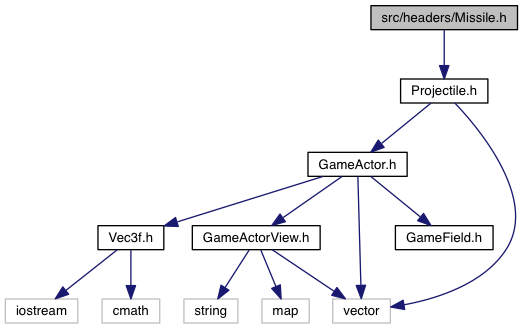 src/headers/Missile.h
Projectile.h
GameActor.h
Vec3f.h
GameActorView.h
GameField.h
iostream
cmath
string
map
vector